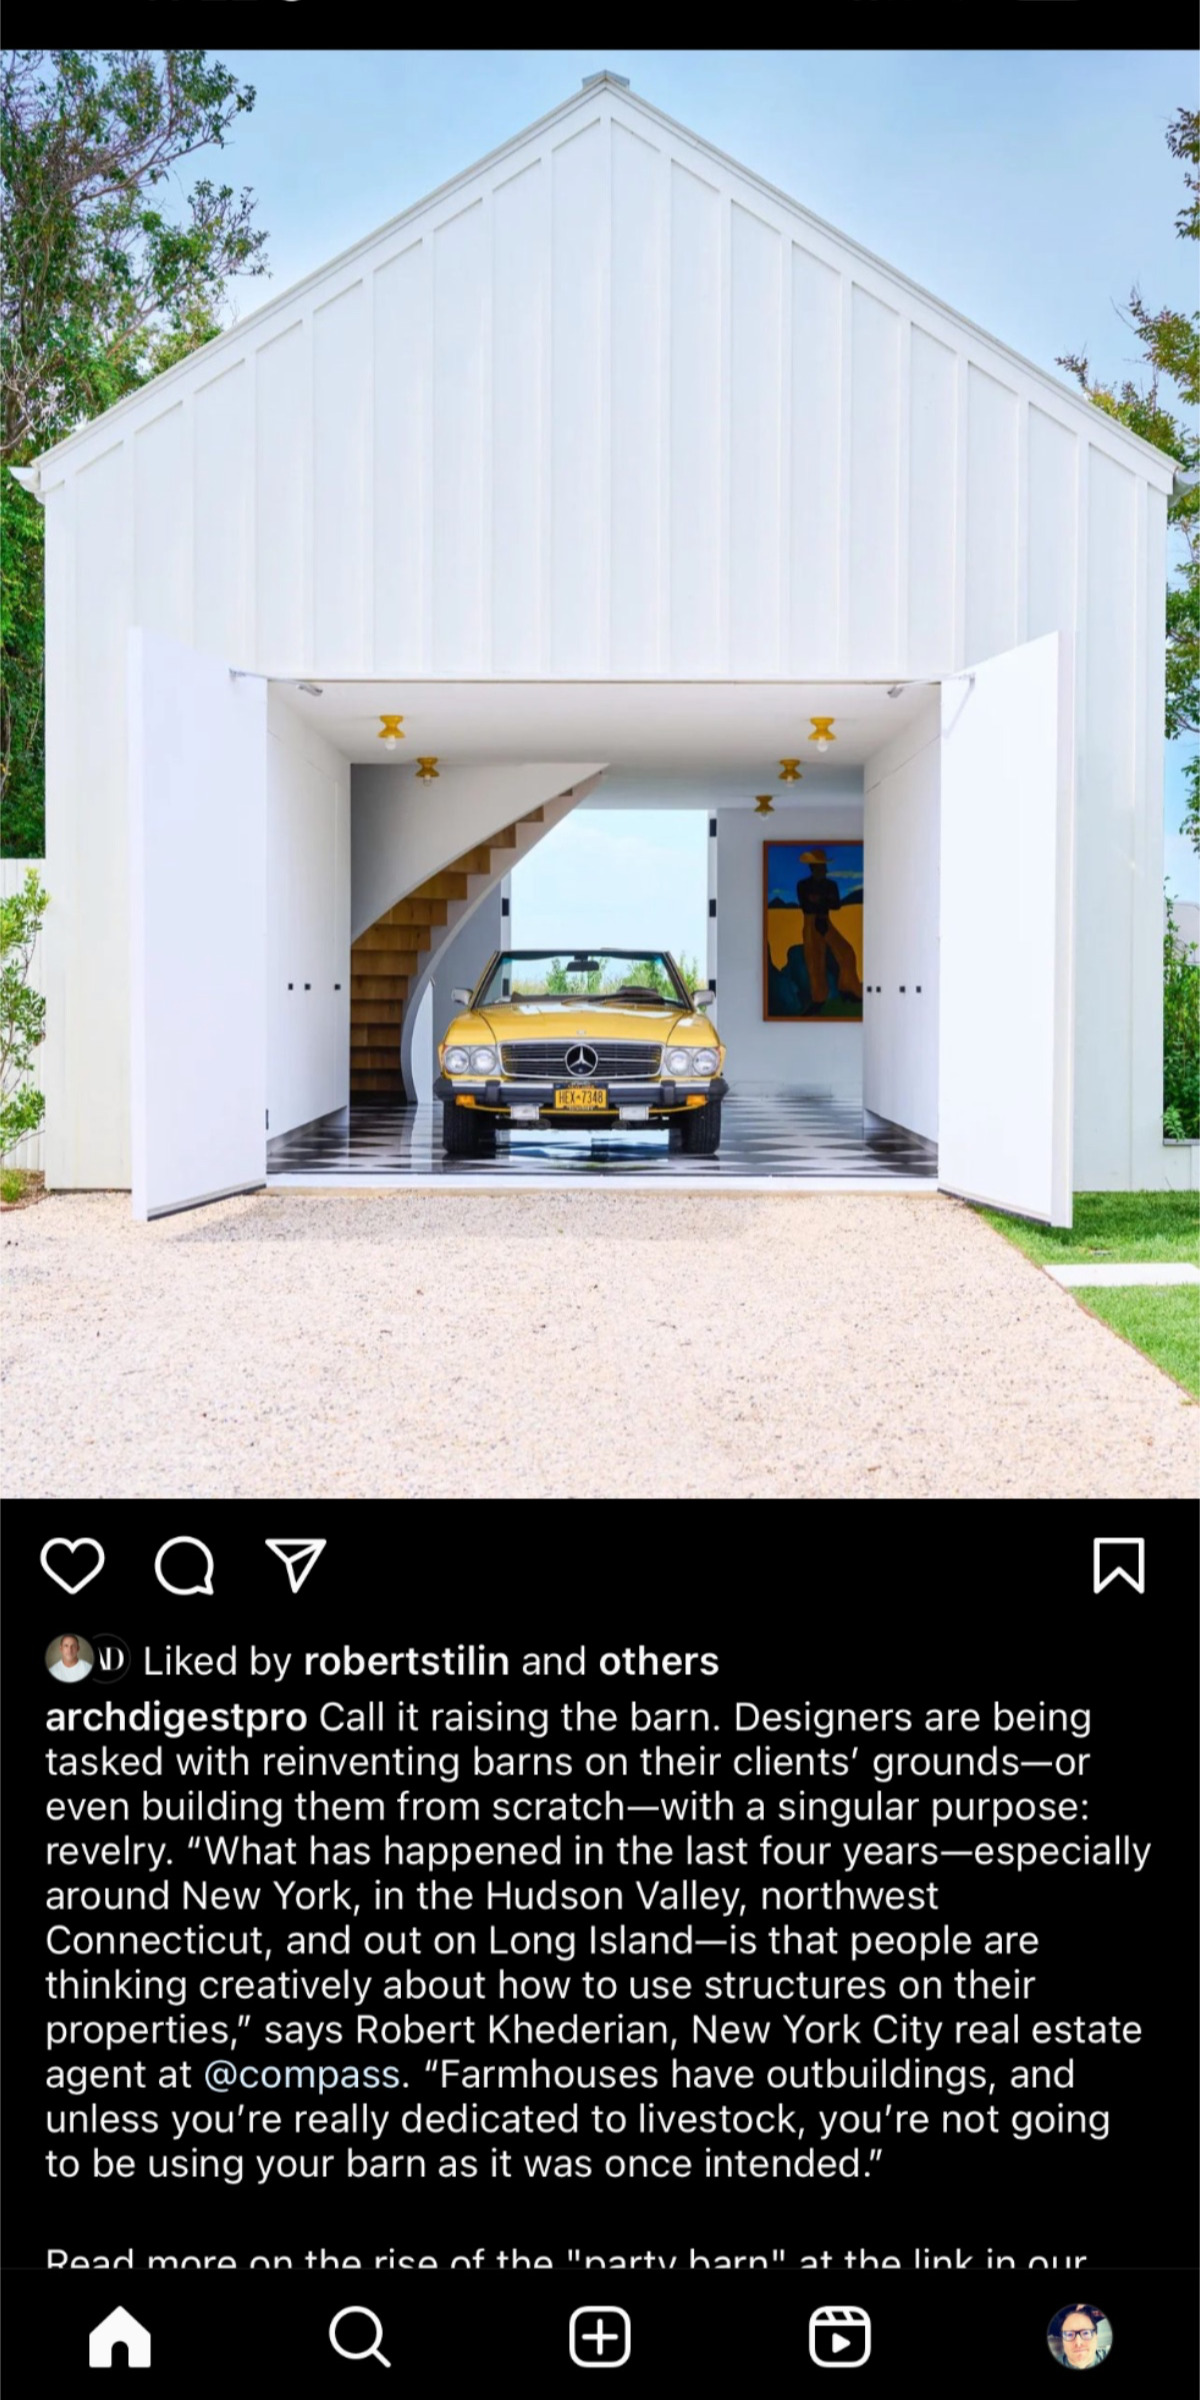 HEX-7348
AD
Liked by robertstilin and others
archdigestpro Call it raising the barn. Designers are being
tasked with reinventing barns on their clients’ grounds—or
even building them from scratch—with a singular purpose:
revelry. “What has happened in the last four years—especially
around New York, in the Hudson Valley, northwest
Connecticut, and out on Long Island—is that people are
thinking creatively about how to use structures on their
properties,” says Robert Khederian, New York City real estate
agent at @compass. “Farmhouses have outbuildings, and
unless you’re really dedicated to livestock, you’re not going
to be using your barn as it was once intended.”
Read more on the rise of the "party barn" at the link in our